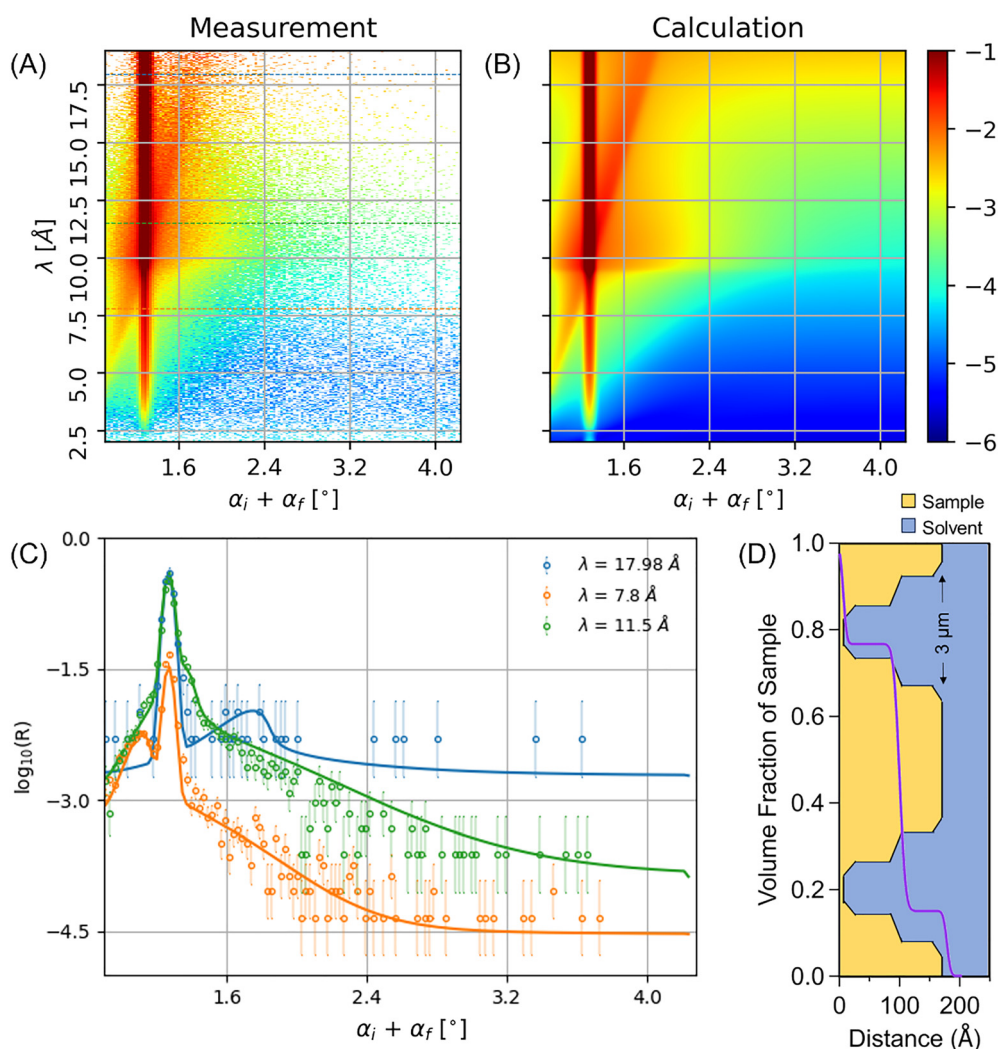 Measurement
Calculation
(A)
(B)
λ [Å]
17.5
15.0
12.5
10.0
7.5
5.0
2.5
1.6
2.4
3.2
4.0
αi + αf [°]
1.6
2.4
3.2
4.0
αi + αf [°]
−1
−2
−3
−4
−5
−6
(C)
log10(R)
0.0
−1.5
−3.0
−4.5
λ = 17.98 Å
λ = 7.8 Å
λ = 11.5 Å
1.6
2.4
3.2
4.0
αi + αf [°]
Sample
Solvent
(D)
Volume Fraction of Sample
1.0
0.8
0.6
0.4
0.2
0.0
3 μm
0
100
200
Distance (Å)